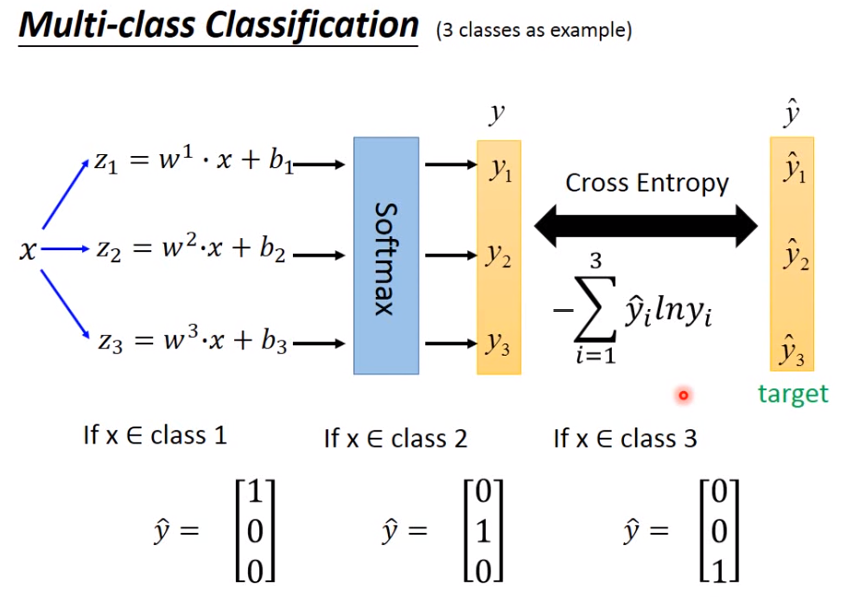 Multi-class Classification (3 classes as example)
y
ŷ
z₁ = w¹ · x + b₁
y₁
ŷ₁
Cross Entropy
x
z₂ = w²·x + b₂
Softmax
y₂
ŷ₂
−∑³ᵢ₌₁ ŷᵢlnyᵢ
z₃ = w³·x + b₃
y₃
ŷ₃
target
If x ∈ class 1
If x ∈ class 2
If x ∈ class 3
ŷ = [1 0 0]
ŷ = [0 1 0]
ŷ = [0 0 1]